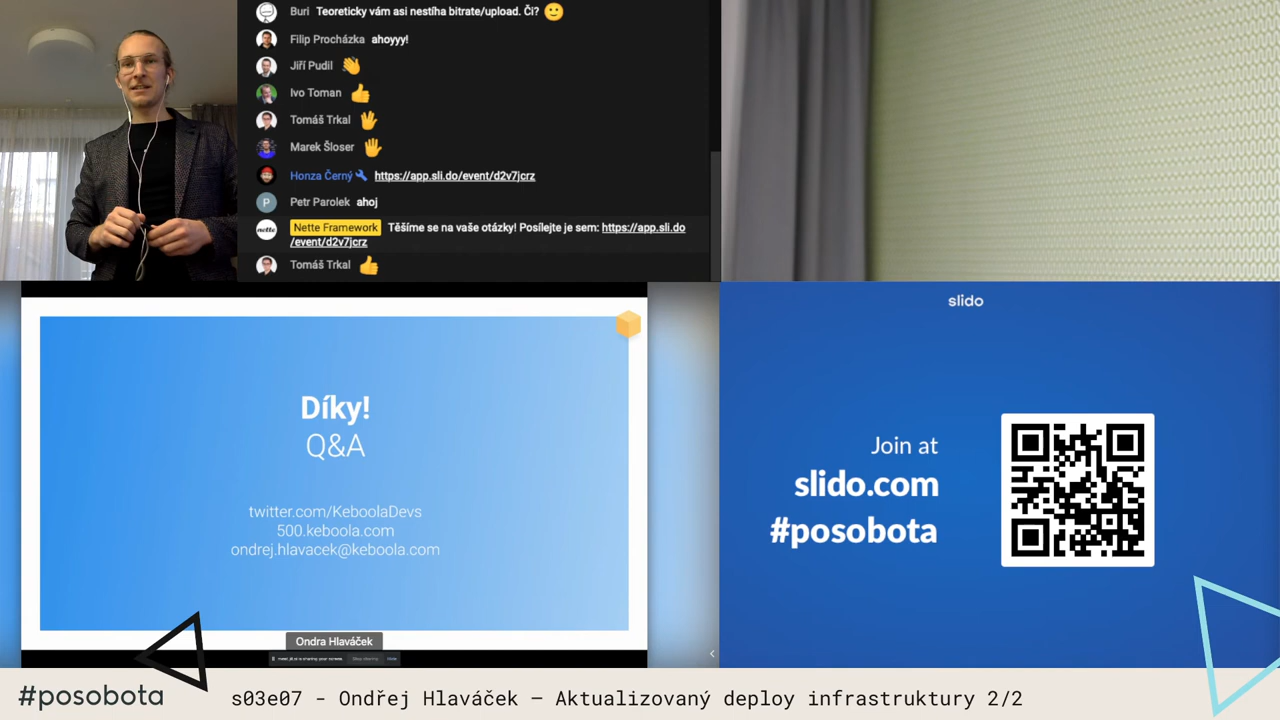 Buri Teoreticky vám asi nestíha bitrate/upload. Či? 🙂
Filip Procházka ahoyyy!
Jiří Pudil 👋
Ivo Toman 👍
Tomáš Trkal 🖖
Marek Šloser 🖐
Honza Černý https://app.sli.do/event/d2v7jcrz
P Petr Parolek ahoj
nette Nette Framework Těšíme se na vaše otázky! Posílejte je sem: https://app.sli.do
/event/d2v7jcrz
Tomáš Trkal 👍
Díky!
Q&A
twitter.com/KeboolaDevs
500.keboola.com
ondrej.hlavacek@keboola.com
Ondra Hlaváček
slido
Join at
slido.com
#posobota
#posobota
s03e07 - Ondřej Hlaváček — Aktualizovaný deploy infrastruktury 2/2